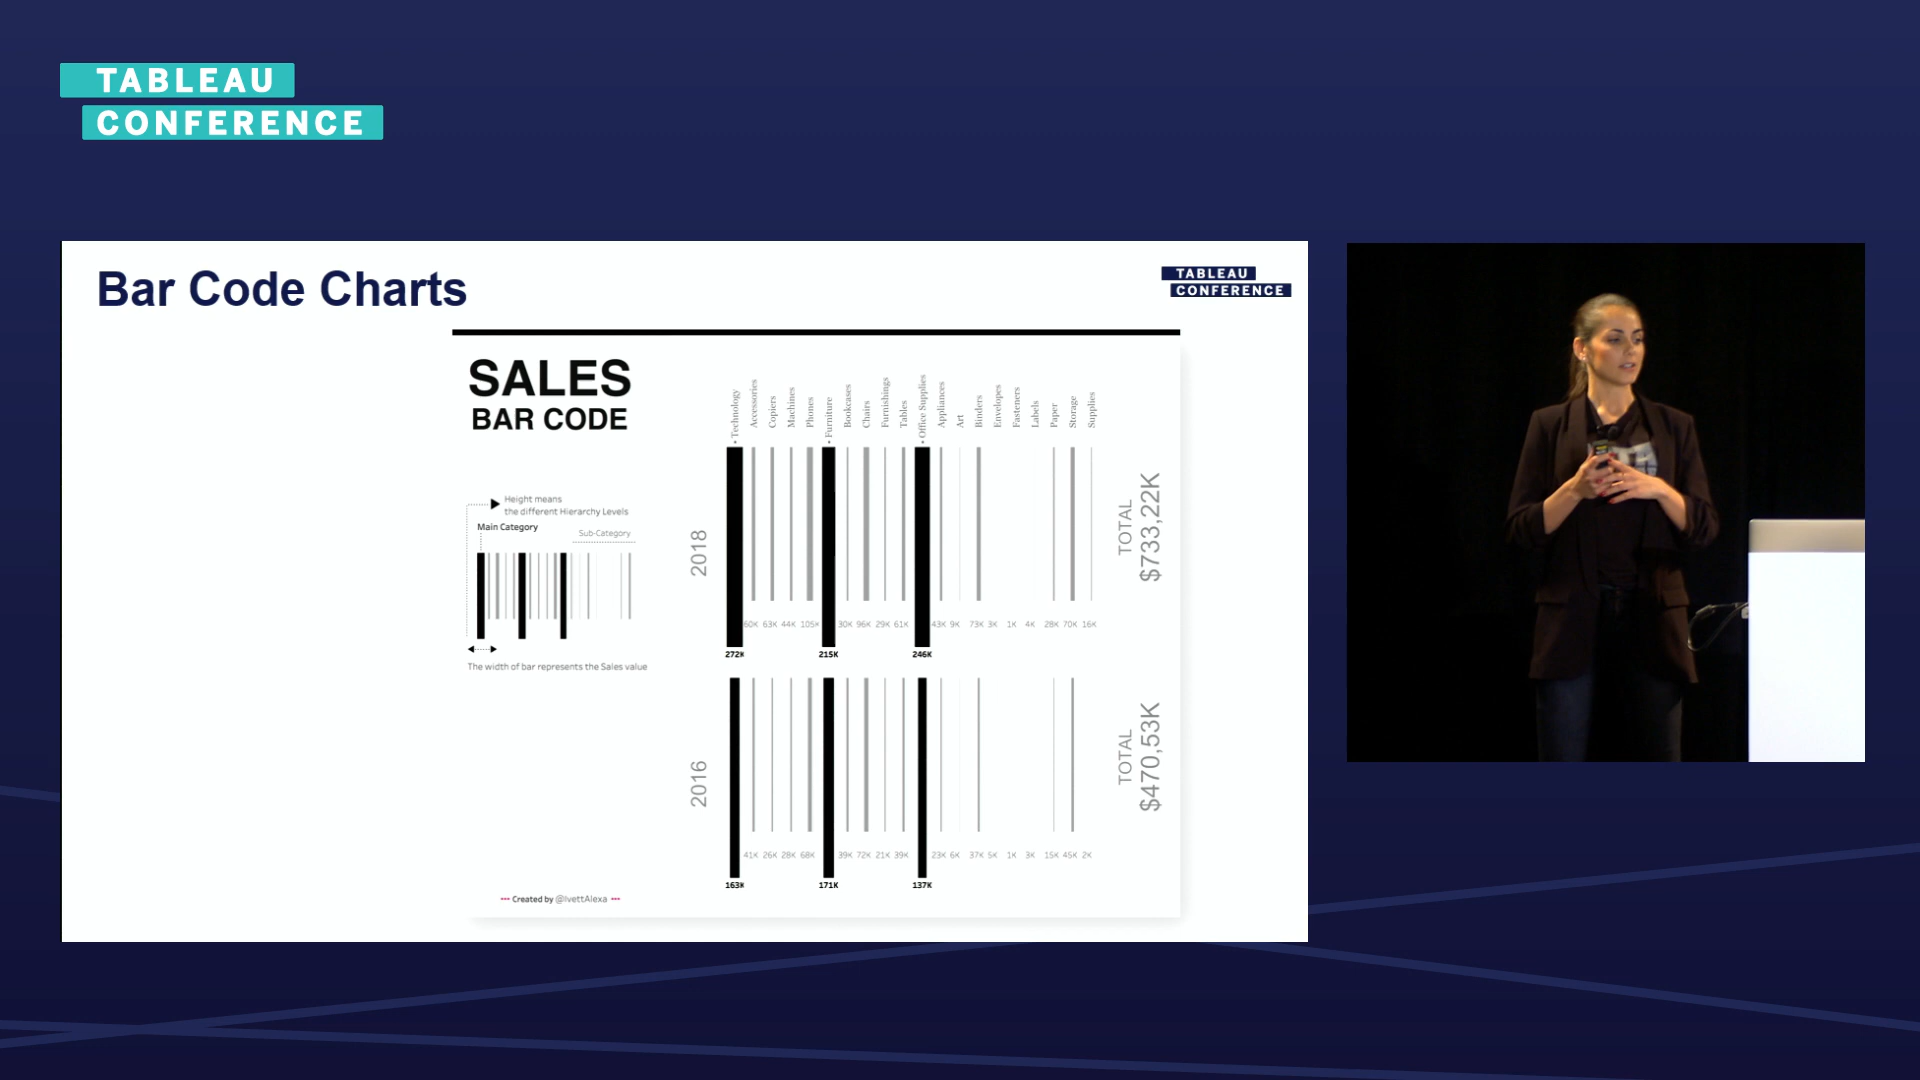 TABLEAU
CONFERENCE
Bar Code Charts
TABLEAU
CONFERENCE
SALES
BAR CODE
Height means
the different Hierarchy Levels
Main Category
Sub-Category
The width of bar represents the Sales value
• Technology
Accessories
Copiers
Machines
Phones
• Furniture
Bookcases
Chairs
Furnishings
Tables
• Office Supplies
Appliances
Art
Binders
Envelopes
Fasteners
Labels
Paper
Storage
Supplies
2018
60K 63K 44K 105K 30K 96K 29K 61K 43K 9K 73K 3K 1K 4K 28K 70K 16K
272K 215K 246K
TOTAL
$733,22K
2016
41K 26K 28K 68K 39K 72K 21K 39K 23K 6K 37K 5K 1K 3K 15K 45K 2K
163K 171K 137K
TOTAL
$470,53K
Created by @IvettAlexa